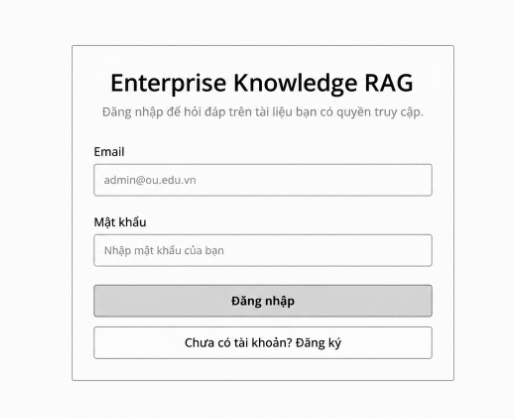 Enterprise Knowledge RAG
Đăng nhập để hỏi đáp trên tài liệu bạn có quyền truy cập.
Email
admin@ou.edu.vn
Mật khẩu
Nhập mật khẩu của bạn
Đăng nhập
Chưa có tài khoản? Đăng ký